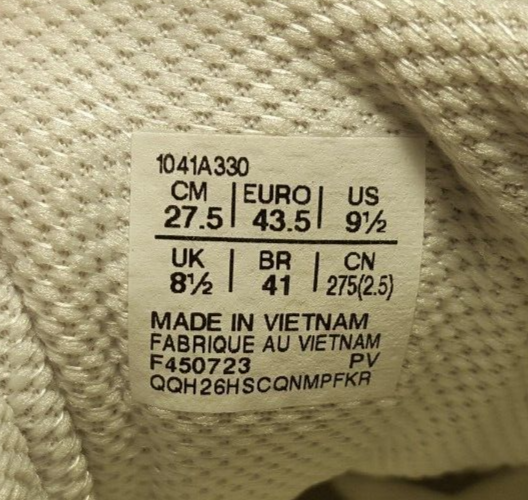 1041A330
CM | EURO | US
27.5 | 43.5 | 9½
UK | BR | CN
8½ | 41 | 275(2.5)
MADE IN VIETNAM
FABRIQUE AU VIETNAM
F450723 PV
QQH26HSCQNMPFKR